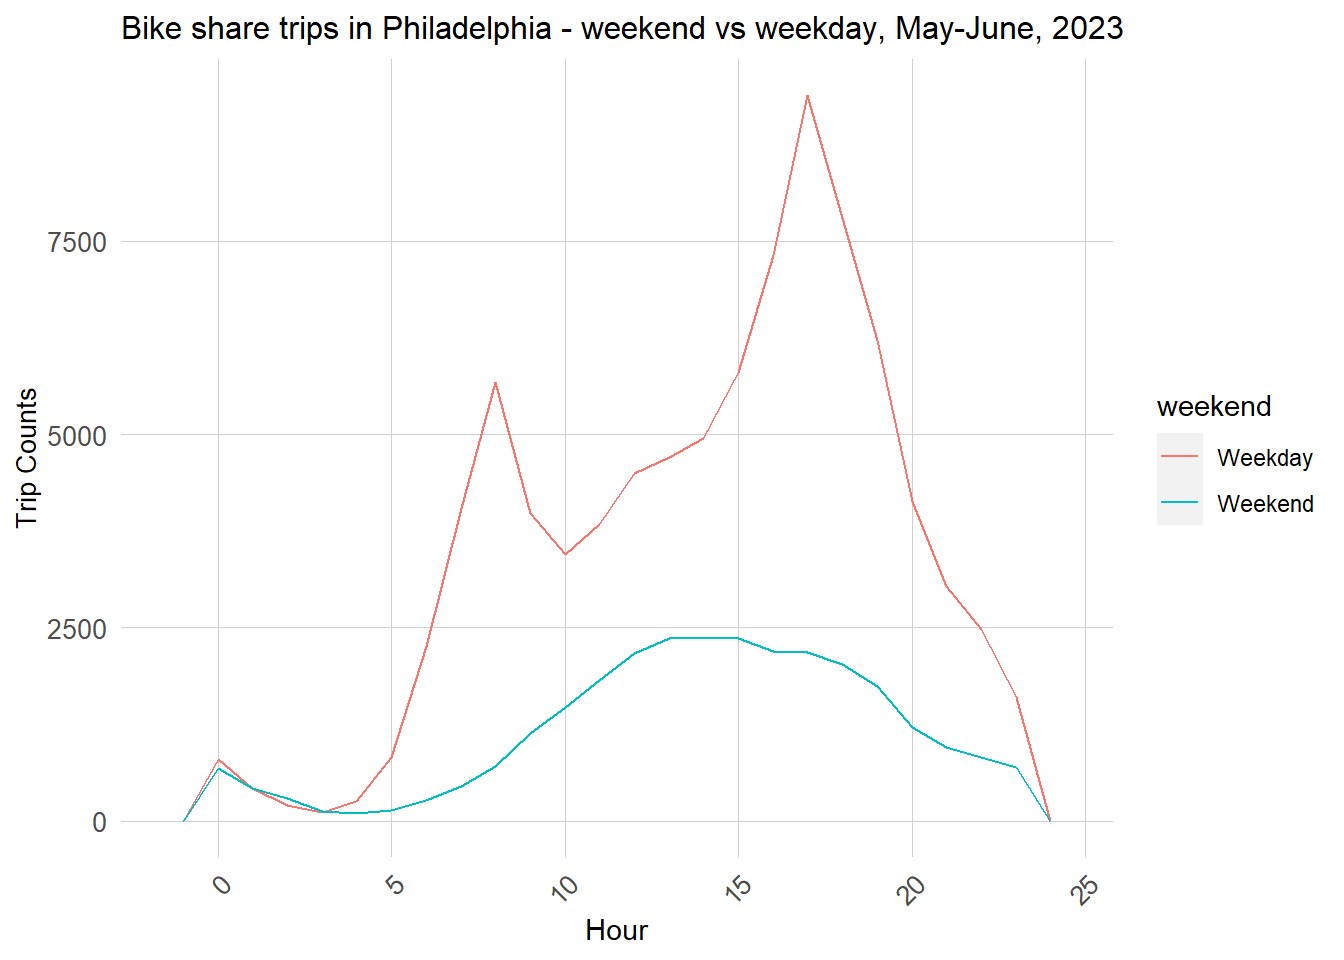 Bike share trips in Philadelphia - weekend vs weekday, May-June, 2023
Trip Counts
7500
5000
2500
0
0
5
10
15
20
25
Hour
weekend
Weekday
Weekend